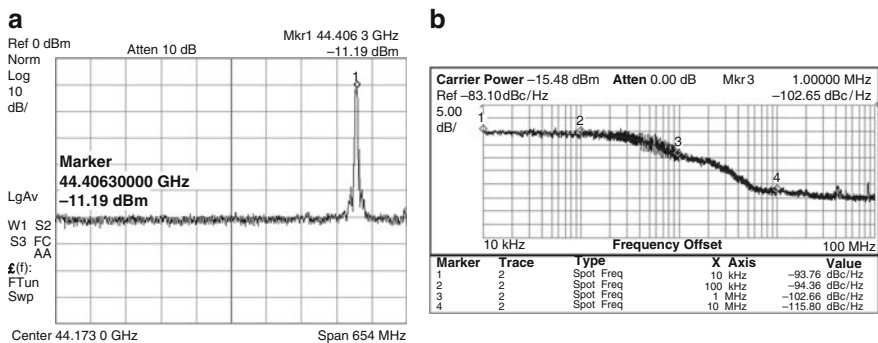 a
Mkr1 44.406 3 GHz
Ref 0 dBm
Atten 10 dB
–11.19 dBm
Norm
Log
10
dB/
1
Marker
44.40630000 GHz
–11.19 dBm
LgAv
W1 S2
S3 FC
AA
£(f):
FTun
Swp
Center 44.173 0 GHz
Span 654 MHz
b
Carrier Power –15.48 dBm Atten 0.00 dB Mkr3 1.00000 MHz
Ref –83.10dBc/Hz –102.65 dBc/Hz
5.00
dB/
1
2
3
4
10 kHz Frequency Offset 100 MHz
Marker Trace Type X Axis Value
1 2 Spot Freq 10 kHz –93.76 dBc/Hz
2 2 Spot Freq 100 kHz –94.36 dBc/Hz
3 2 Spot Freq 1 MHz –102.66 dBc/Hz
4 2 Spot Freq 10 MHz –115.80 dBc/Hz